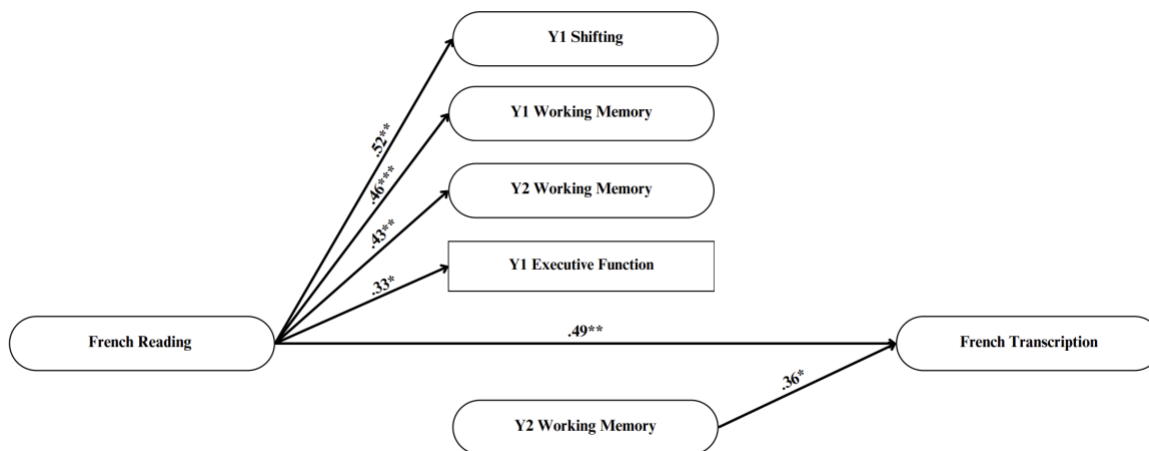 Y1 Shifting
.52**
Y1 Working Memory
.46***
Y2 Working Memory
.43**
Y1 Executive Function
.33*
French Reading
.49**
French Transcription
.36*
Y2 Working Memory